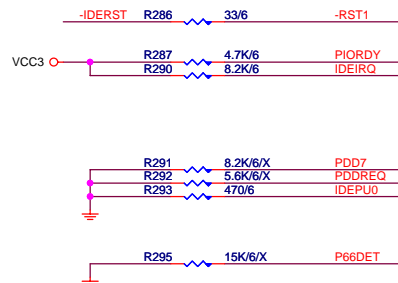 -IDERST R286 33/6 -RST1
VCC3 R287 4.7K/6 PIORDY
R290 8.2K/6 IDEIRQ
R291 8.2K/6/X PDD7
R292 5.6K/6/X PDDREQ
R293 470/6 IDEPU0
R295 15K/6/X P66DET